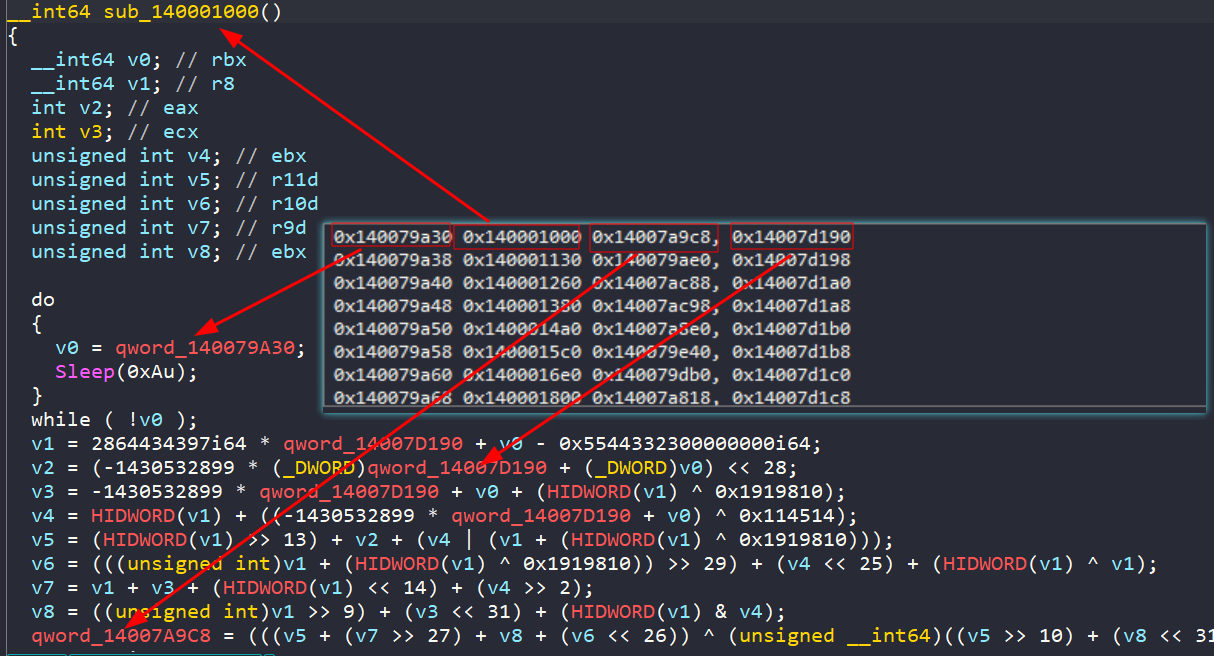 __int64 sub_140001000()
{
__int64 v0; // rbx
__int64 v1; // r8
int v2; // eax
int v3; // ecx
unsigned int v4; // ebx
unsigned int v5; // r11d
unsigned int v6; // r10d
unsigned int v7; // r9d
unsigned int v8; // ebx
0x140079a30 0x140001000 0x14007a9c8, 0x14007d190
0x140079a38 0x140001130 0x14007bae0, 0x14007d198
0x140079a40 0x140001260 0x14007ac88, 0x14007d1a0
0x140079a48 0x140001380 0x14007ac98, 0x14007d1a8
0x140079a50 0x1400014a0 0x14007a8e0, 0x14007d1b0
0x140079a58 0x1400015c0 0x140079e40, 0x14007d1b8
0x140079a60 0x1400016e0 0x140079db0, 0x14007d1c0
0x140079a68 0x140001800 0x14007a818, 0x14007d1c8
do
{
v0 = qword_140079A30;
Sleep(0xAu);
}
while ( !v0 );
v1 = 2864434397i64 * qword_14007D190 + v0 - 0x5544332300000000i64;
v2 = (-1430532899 * (_DWORD)qword_14007D190 + (_DWORD)v0) << 28;
v3 = -1430532899 * qword_14007D190 + v0 + (HIDWORD(v1) ^ 0x1919810);
v4 = HIDWORD(v1) + ((-1430532899 * qword_14007D190 + v0) ^ 0x114514);
v5 = (HIDWORD(v1) >> 13) + v2 + (v4 | (v1 + (HIDWORD(v1) ^ 0x1919810)));
v6 = (((unsigned int)v1 + (HIDWORD(v1) ^ 0x1919810)) >> 29) + (v4 << 25) + (HIDWORD(v1) ^ v1);
v7 = v1 + v3 + (HIDWORD(v1) << 14) + (v4 >> 2);
v8 = ((unsigned int)v1 >> 9) + (v3 << 31) + (HIDWORD(v1) & v4);
qword_14007A9C8 = (((v5 + (v7 >> 27) + v8 + (v6 << 26)) ^ (unsigned __int64)((v5 >> 10) + (v8 << 31